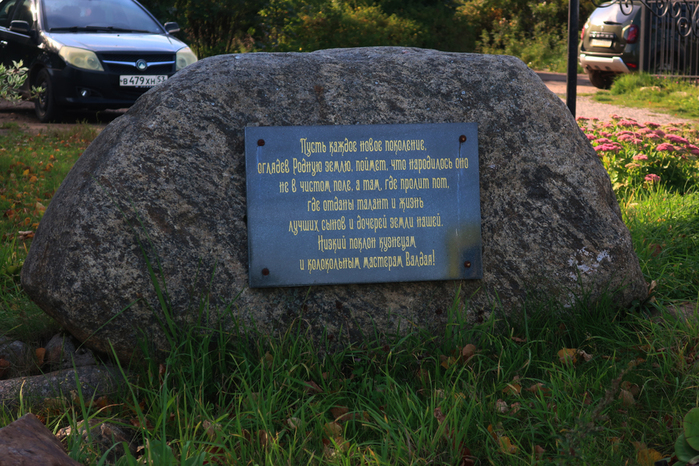 В 479 ХН 53
Пусть каждое новое поколение,
оглядев Родную землю, поймет, что народилось оно
не в чистом поле, а там, где пролит пот,
где отданы талант и жизнь
лучших сынов и дочерей земли нашей.
Низкий поклон кузнецам
и колокольным мастерам Валдая!